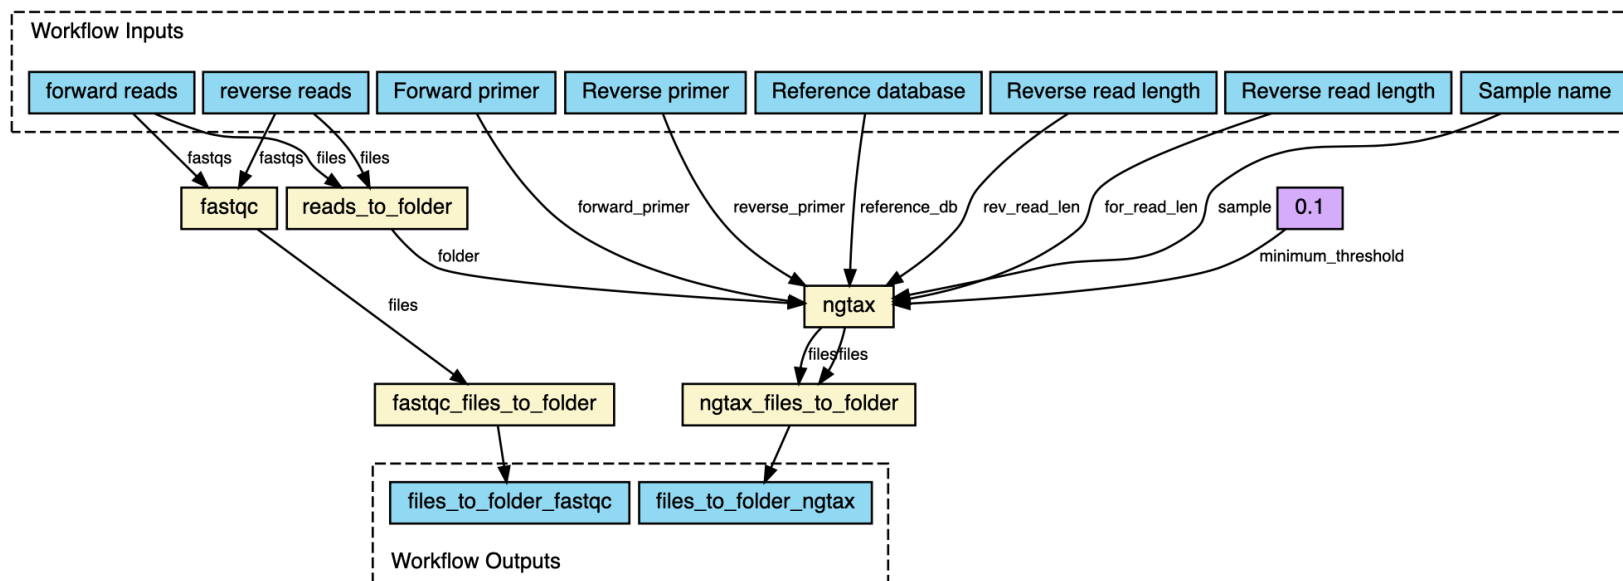 Workflow Inputs
forward reads
reverse reads
Forward primer
Reverse primer
Reference database
Reverse read length
Reverse read length
Sample name
fastqs
fastqs
files
files
fastqc
reads_to_folder
forward_primer
reverse_primer
reference_db
rev_read_len
for_read_len
sample
0.1
folder
minimum_threshold
files
ngtax
files
files
fastqc_files_to_folder
ngtax_files_to_folder
files_to_folder_fastqc
files_to_folder_ngtax
Workflow Outputs